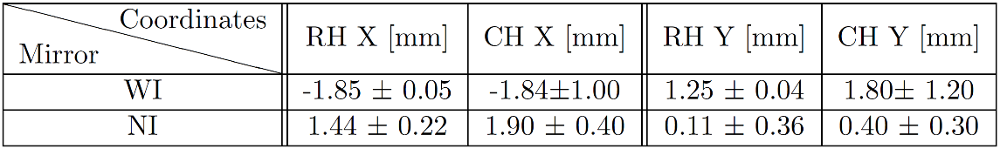 Coordinates
Mirror
RH X [mm] CH X [mm] RH Y [mm] CH Y [mm]
WI -1.85 ± 0.05 -1.84±1.00 1.25 ± 0.04 1.80± 1.20
NI 1.44 ± 0.22 1.90 ± 0.40 0.11 ± 0.36 0.40 ± 0.30